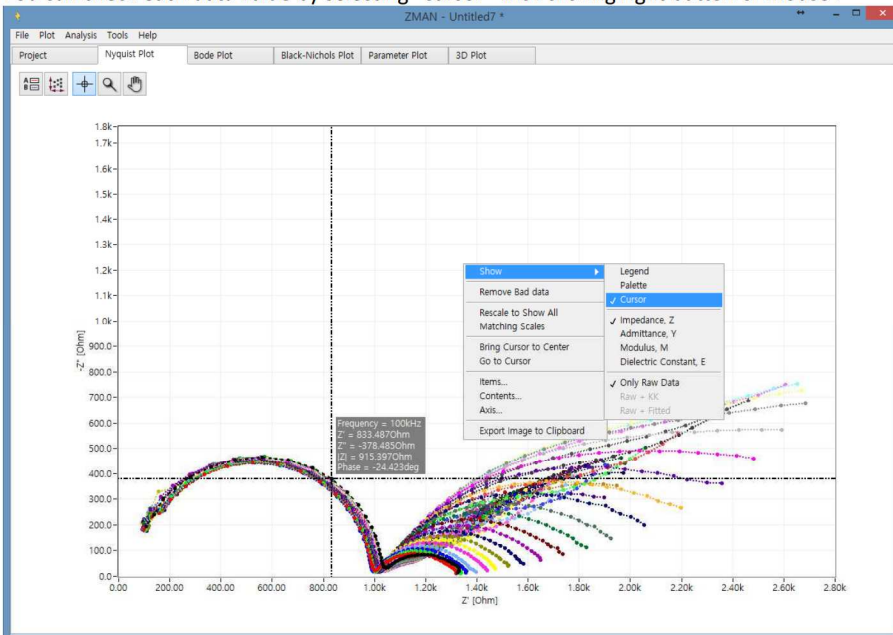 ZMAN - Untitled7 *
File Plot Analysis Tools Help
Project Nyquist Plot Bode Plot Black-Nichols Plot Parameter Plot 3D Plot
A
B
1.8k
1.7k
1.6k
1.5k
1.4k
1.3k
1.2k
1.1k
1.0k
900.0
800.0
700.0
600.0
500.0
400.0
300.0
200.0
100.0
0.0
-Z" [Ohm]
Show
Remove Bad data
Rescale to Show All
Matching Scales
Bring Cursor to Center
Go to Cursor
Items...
Contents...
Axis...
Export Image to Clipboard
Legend
Palette
✓ Cursor
✓ Impedance, Z
Admittance, Y
Modulus, M
Dielectric Constant, E
✓ Only Raw Data
Raw + KK
Raw + Fitted
Frequency = 100kHz
Z' = 833.487Ohm
Z" = -378.485Ohm
|Z| = 915.397Ohm
Phase = -24.423deg
0.00 200.00 400.00 600.00 800.00 1.00k 1.20k 1.40k 1.60k 1.80k 2.00k 2.20k 2.40k 2.60k 2.80k
Z' [Ohm]